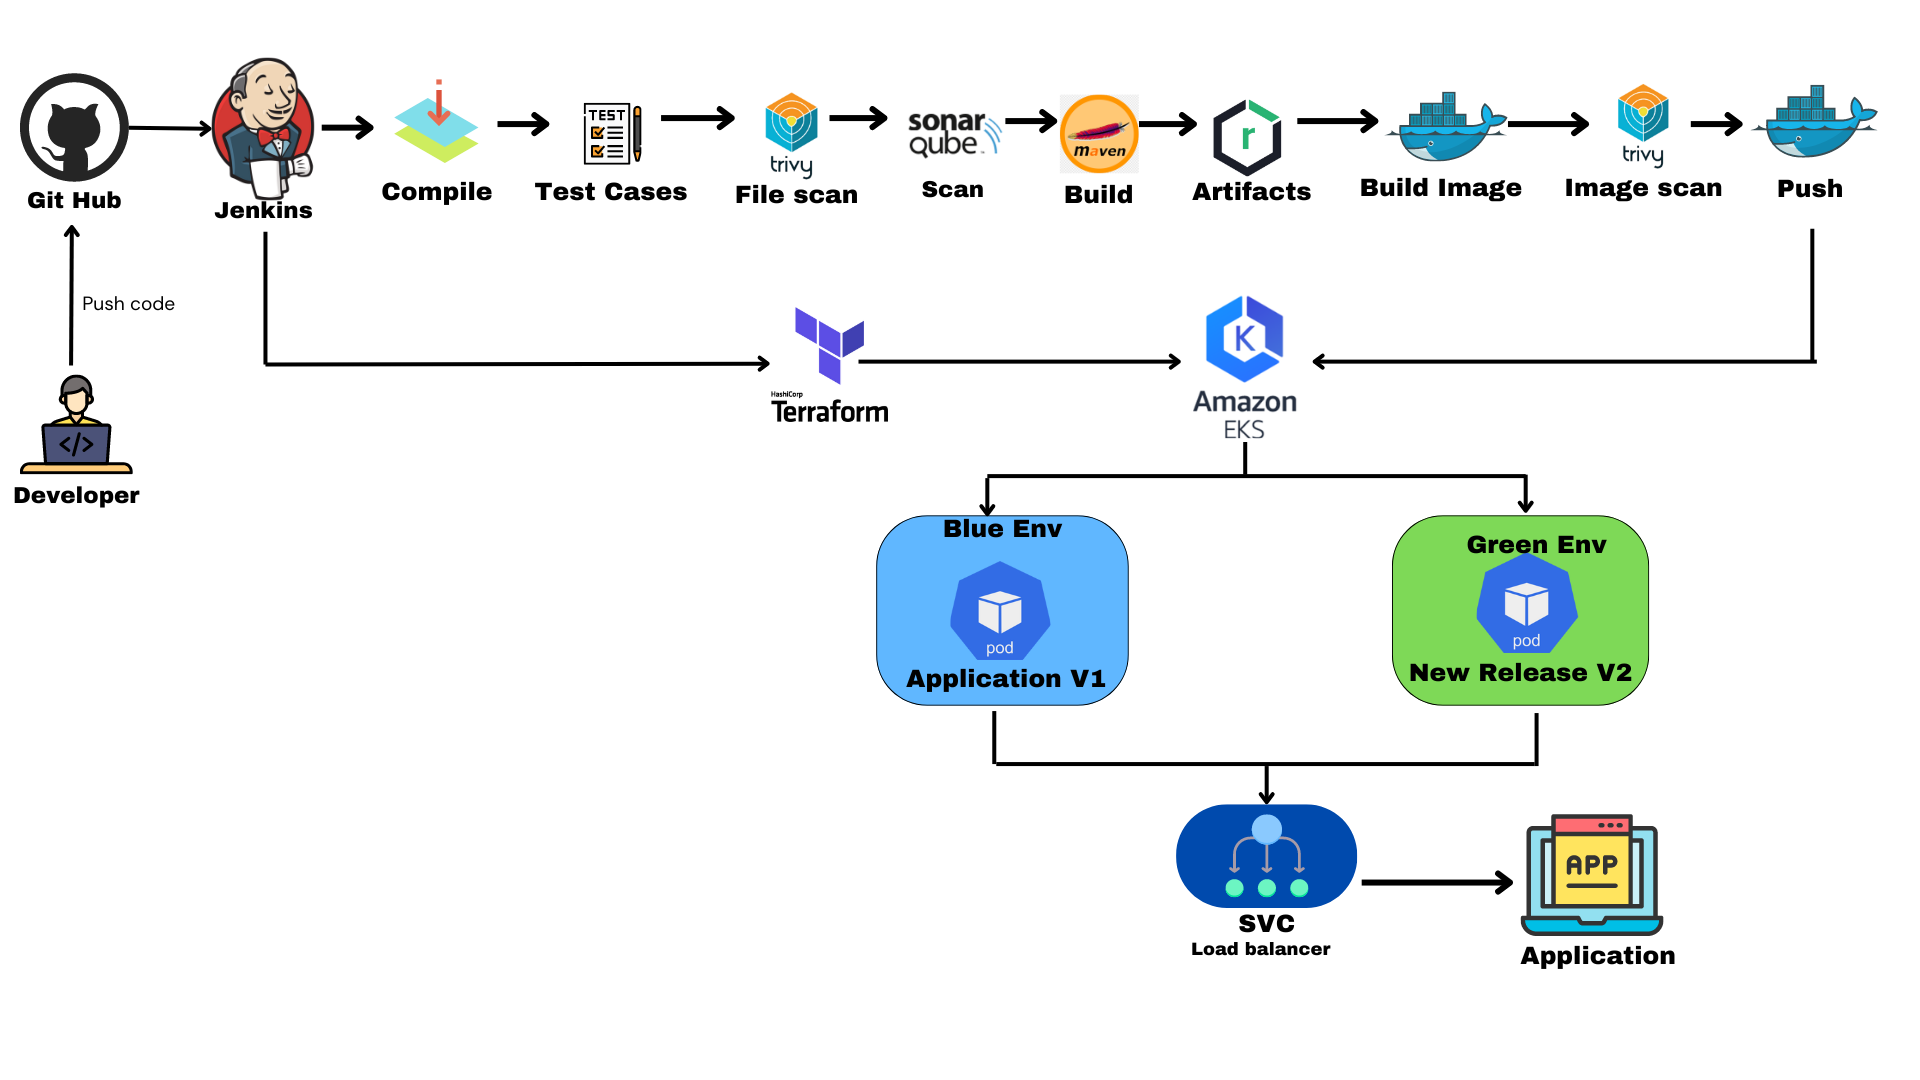 Git Hub
Jenkins
Compile
TEST
Test Cases
trivy
File scan
sonar
qube
Scan
maven
Build
r
Artifacts
Build Image
trivy
Image scan
Push
Push code
</>
Developer
HashiCorp
Terraform
K
Amazon
EKS
Blue Env
pod
Application V1
Green Env
pod
New Release V2
SVC
Load balancer
APP
Application